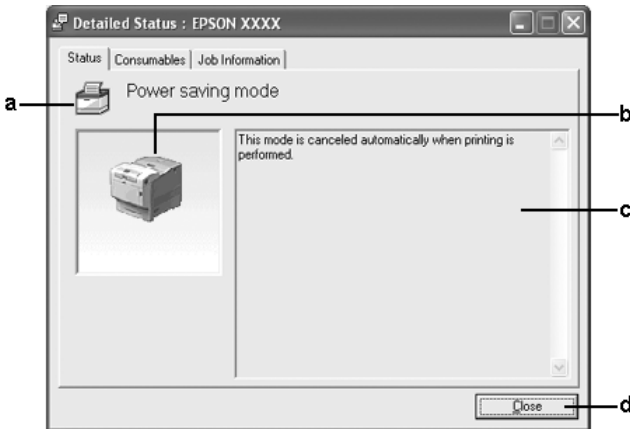 Detailed Status : EPSON XXXX
Status Consumables Job Information
a
Power saving mode
b
This mode is canceled automatically when printing is
performed.
c
Close
d